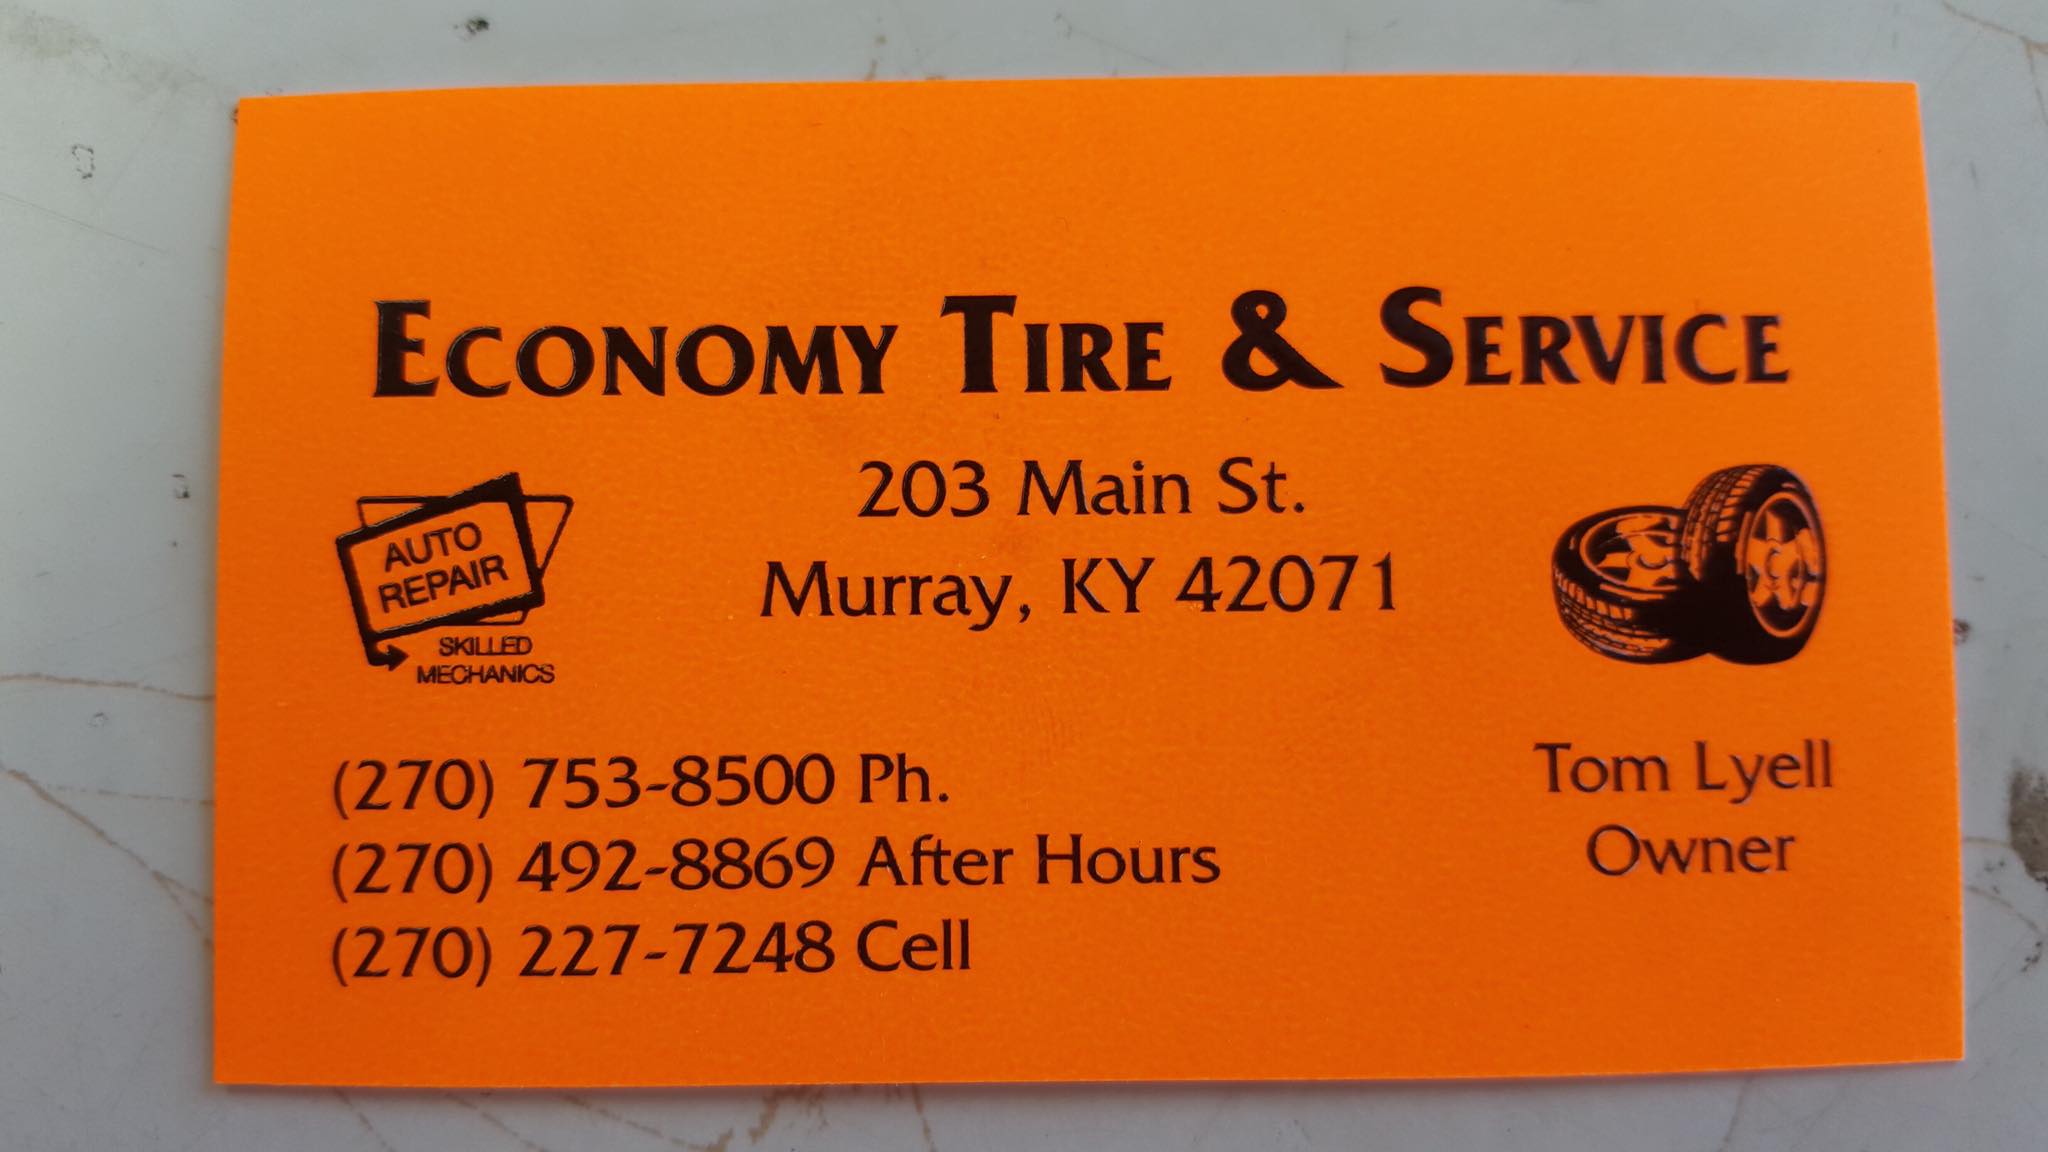 Economy Tire & Service
203 Main St.
Murray, KY 42071
AUTO
REPAIR
SKILLED
MECHANICS
(270) 753-8500 Ph.
(270) 492-8869 After Hours
(270) 227-7248 Cell
Tom Lyell
Owner